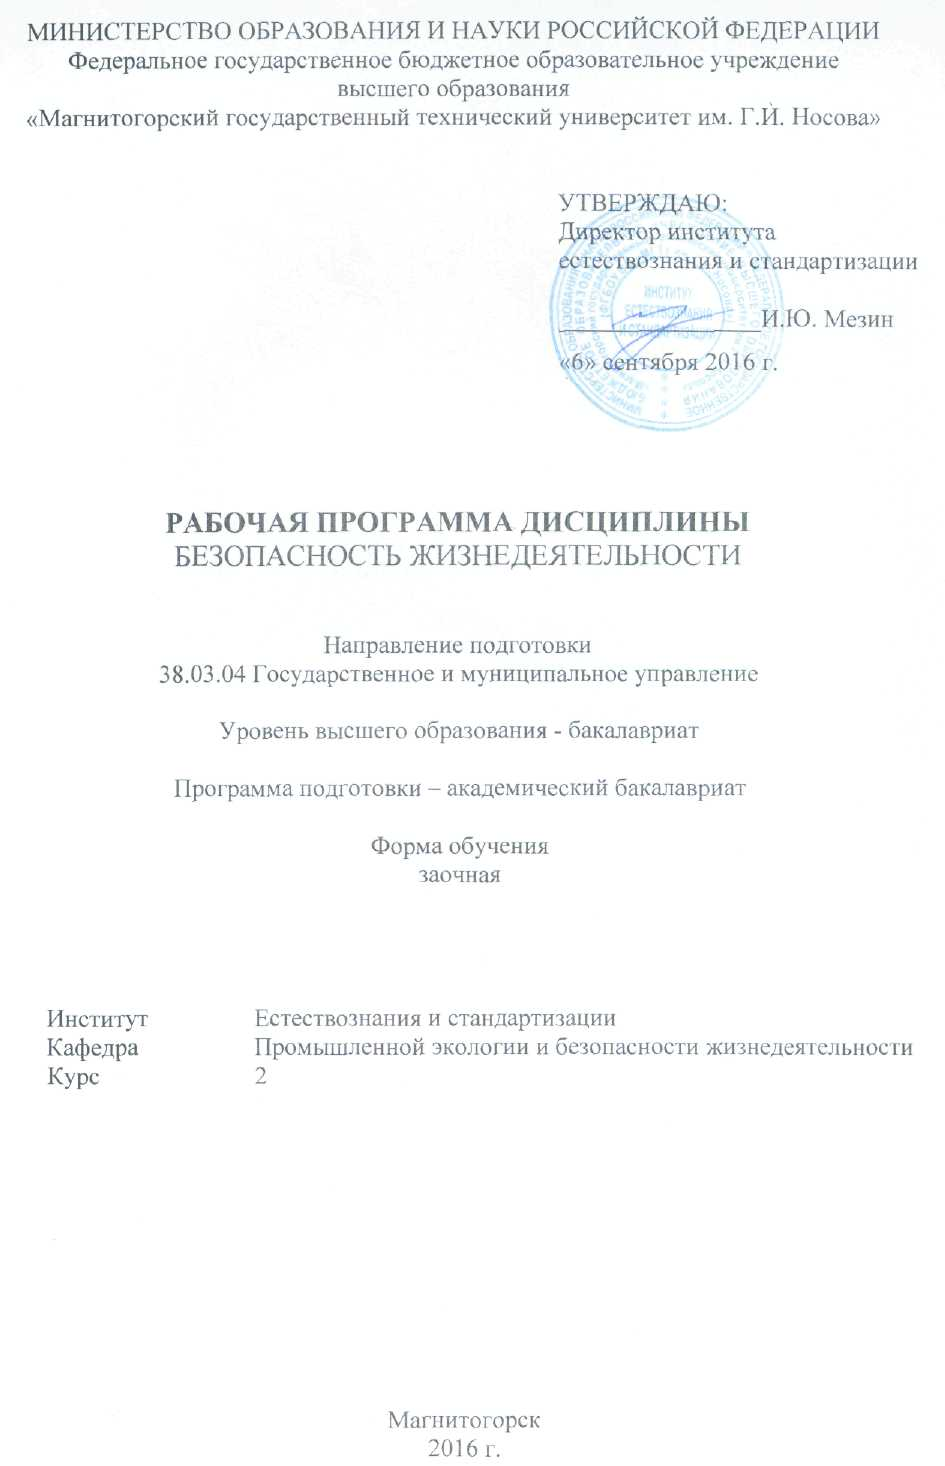 МИНИСТЕРСТВО ОБРАЗОВАНИЯ И НАУКИ РОССИЙСКОЙ ФЕДЕРАЦИИ
Федеральное государственное бюджетное образовательное учреждение
высшего образования
«Магнитогорский государственный технический университет им. Г.И. Носова»
УТВЕРЖДАЮ:
Директор института
естествознания и стандартизации
ИНСТИТУТ
ЕСТЕСТВОЗНАНИЯ
И СТАНДАРТИЗАЦИИ
И.Ю. Мезин
«6» сентября 2016 г.
РАБОЧАЯ ПРОГРАММА ДИСЦИПЛИНЫ
БЕЗОПАСНОСТЬ ЖИЗНЕДЕЯТЕЛЬНОСТИ
Направление подготовки
38.03.04 Государственное и муниципальное управление
Уровень высшего образования - бакалавриат
Программа подготовки – академический бакалавриат
Форма обучения
заочная
Институт Естествознания и стандартизации
Кафедра Промышленной экологии и безопасности жизнедеятельности
Курс 2
Магнитогорск
2016 г.